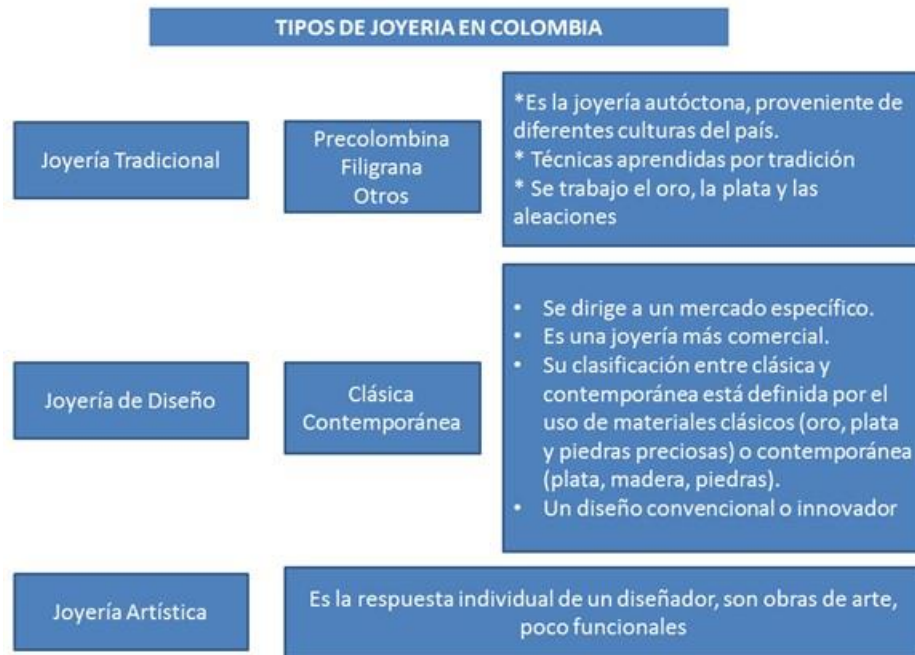 TIPOS DE JOYERIA EN COLOMBIA
Joyería Tradicional
Precolombina
Filigrana
Otros
*Es la joyería autóctona, proveniente de
diferentes culturas del país.
* Técnicas aprendidas por tradición
* Se trabajo el oro, la plata y las
aleaciones
Joyería de Diseño
Clásica
Contemporánea
• Se dirige a un mercado específico.
• Es una joyería más comercial.
• Su clasificación entre clásica y
contemporánea está definida por el
uso de materiales clásicos (oro, plata
y piedras preciosas) o contemporánea
(plata, madera, piedras).
• Un diseño convencional o innovador
Joyería Artística
Es la respuesta individual de un diseñador, son obras de arte,
poco funcionales